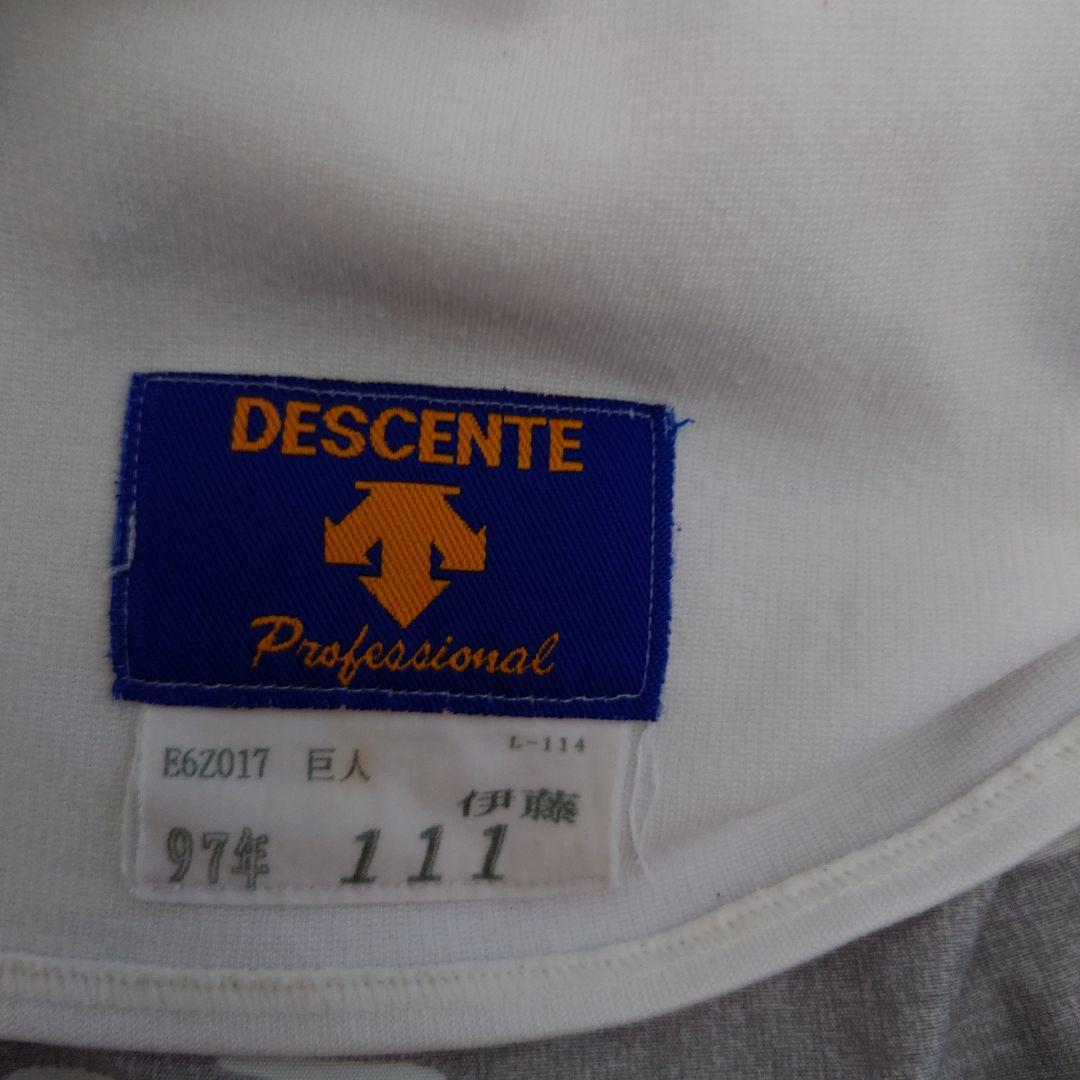 DESCENTE
Professional
L-114
E6Z017 巨人
伊藤
97年 111